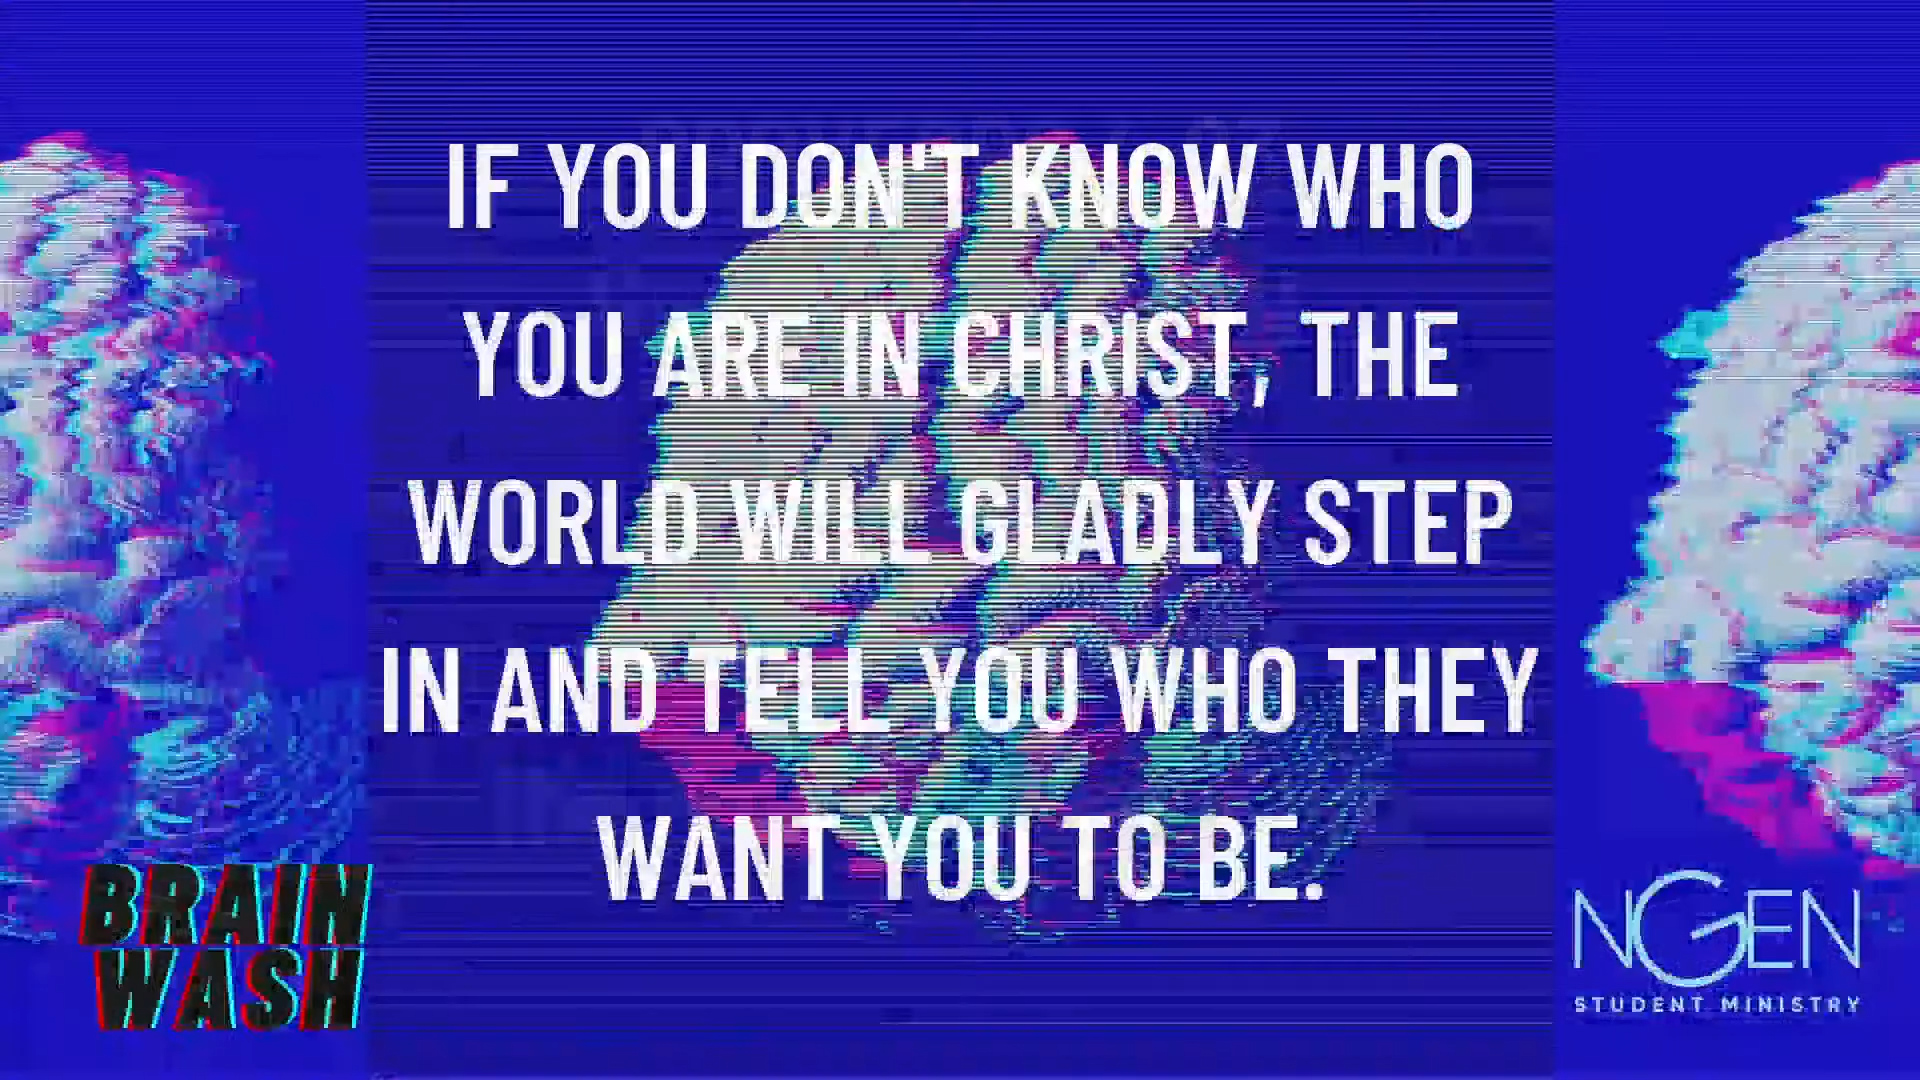 IF YOU DON'T KNOW WHO
YOU ARE IN CHRIST, THE
WORLD WILL GLADLY STEP
IN AND TELL YOU WHO THEY
WANT YOU TO BE.
BRAIN
WASH
NGEN
STUDENT MINISTRY